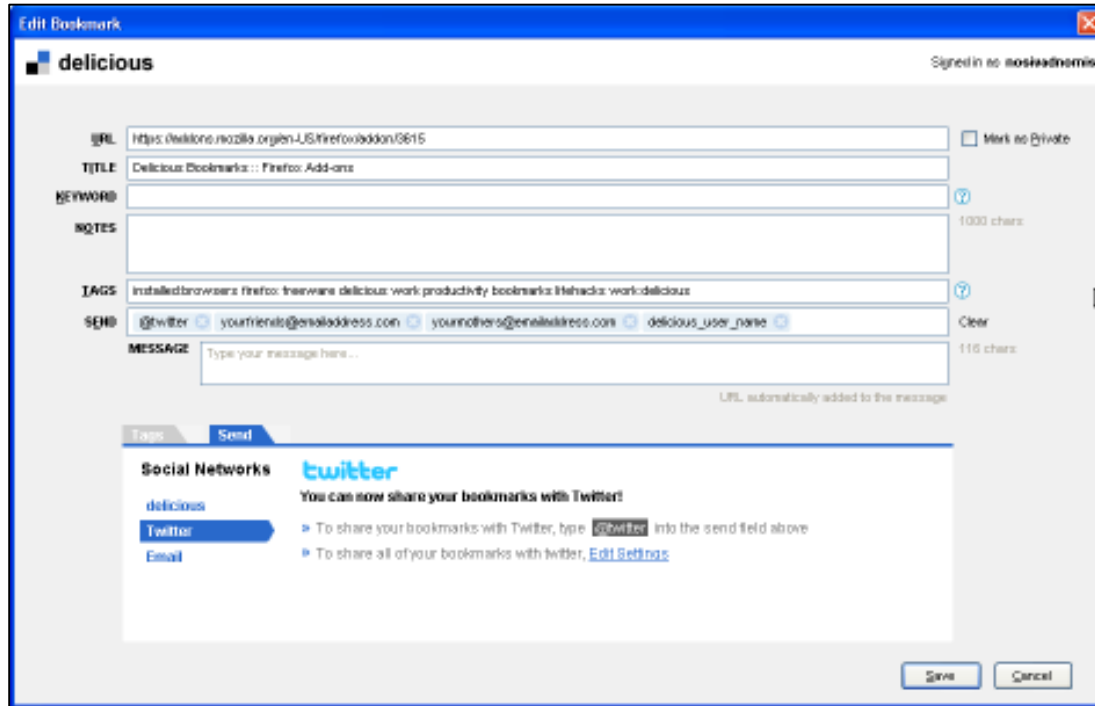 Edit Bookmark
delicious
Signed in as nosivadnomis
URL https://addons.mozilla.org/en-US/firefox/addon/3615
Mark as Private
TITLE Delicious Bookmarks :: Firefox Add-ons
KEYWORD
NOTES 1000 chars
TAGS installed:browsers firefox freeware delicious work productivity bookmarks lifehacks work:delicious
SEND @twitter yourfriends@emailaddress.com yourmothers@emailaddress.com delicious_user_name Clear
MESSAGE Type your message here... 116 chars
URL automatically added to the message
Tags Send
Social Networks
twitter
You can now share your bookmarks with Twitter!
delicious
» To share your bookmarks with Twitter, type @twitter into the send field above
Twitter
» To share all of your bookmarks with twitter, Edit Settings
Email
Save Cancel